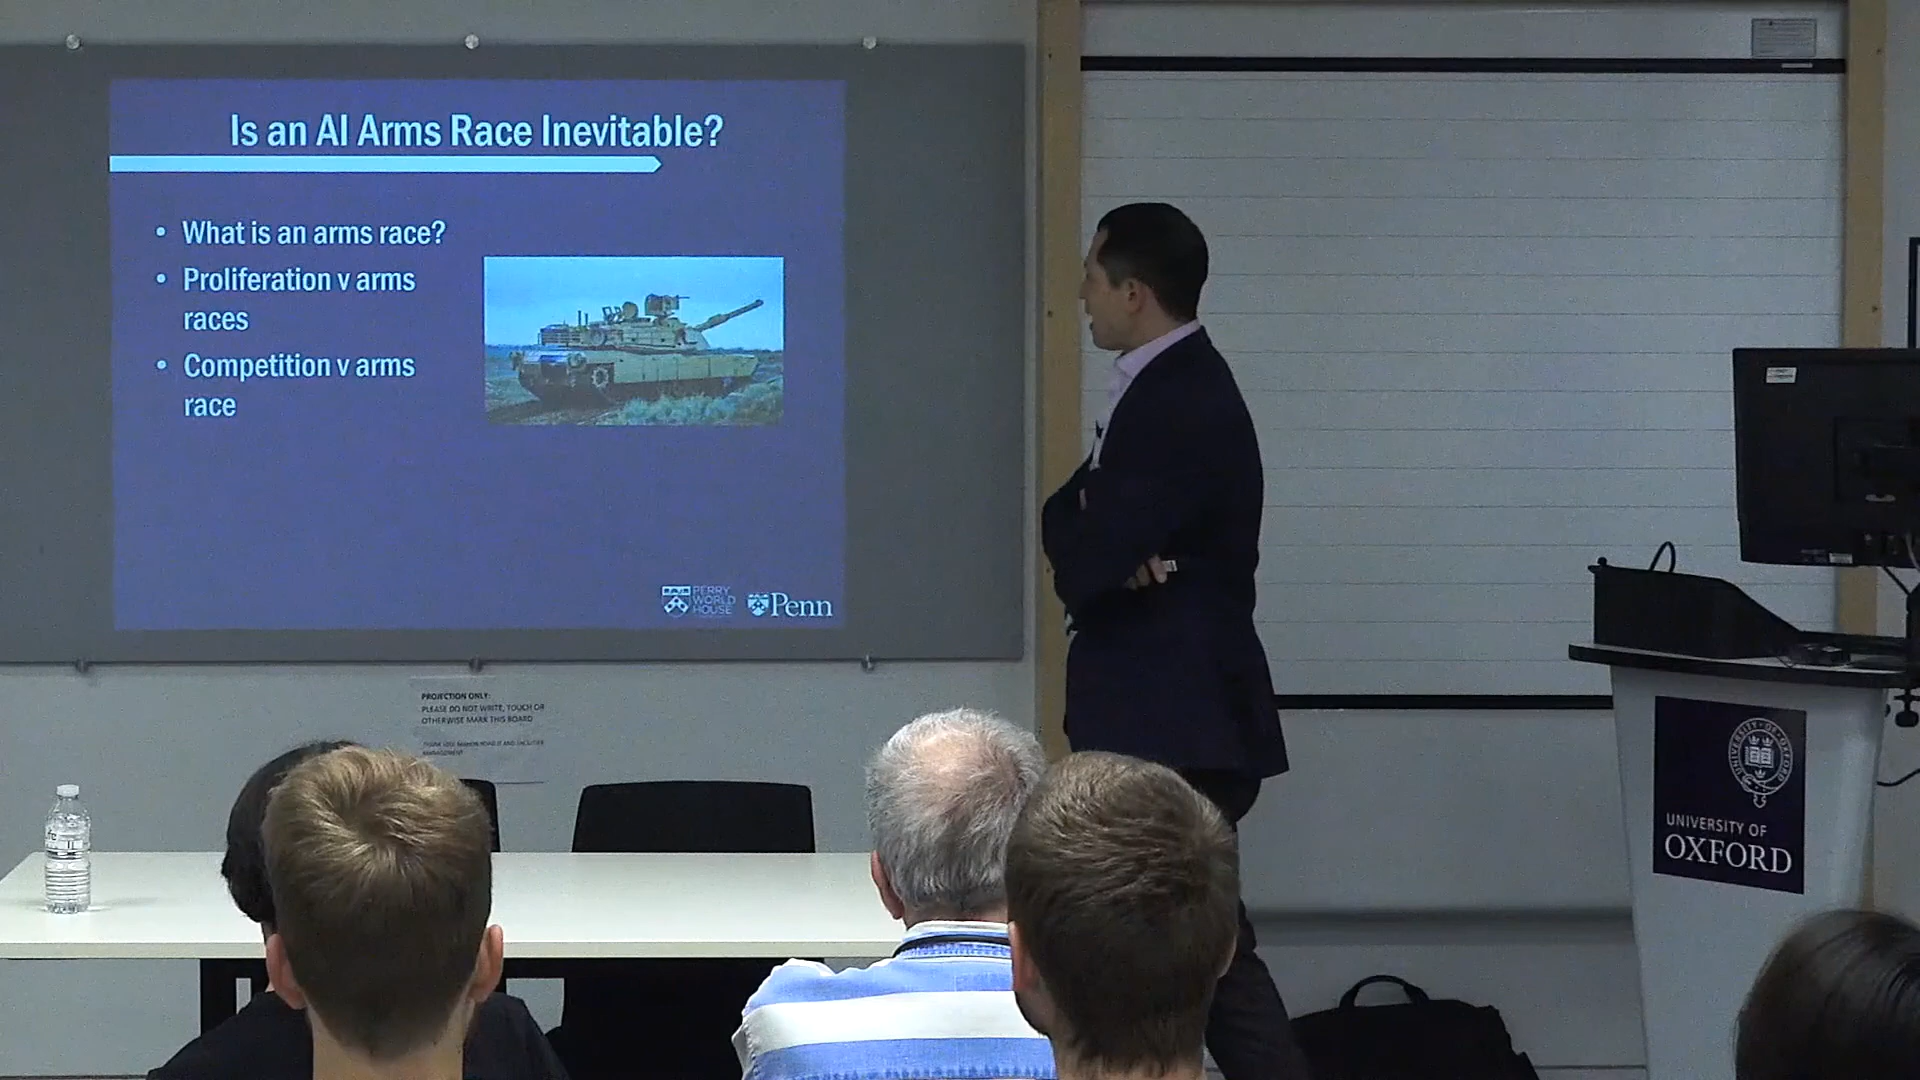 Is an AI Arms Race Inevitable?
• What is an arms race?
• Proliferation v arms
races
• Competition v arms
race
PERRY
WORLD
HOUSE
Penn
PROJECTION ONLY:
PLEASE DO NOT WRITE, TOUCH OR
OTHERWISE MARK THIS BOARD
UNIVERSITY OF
OXFORD